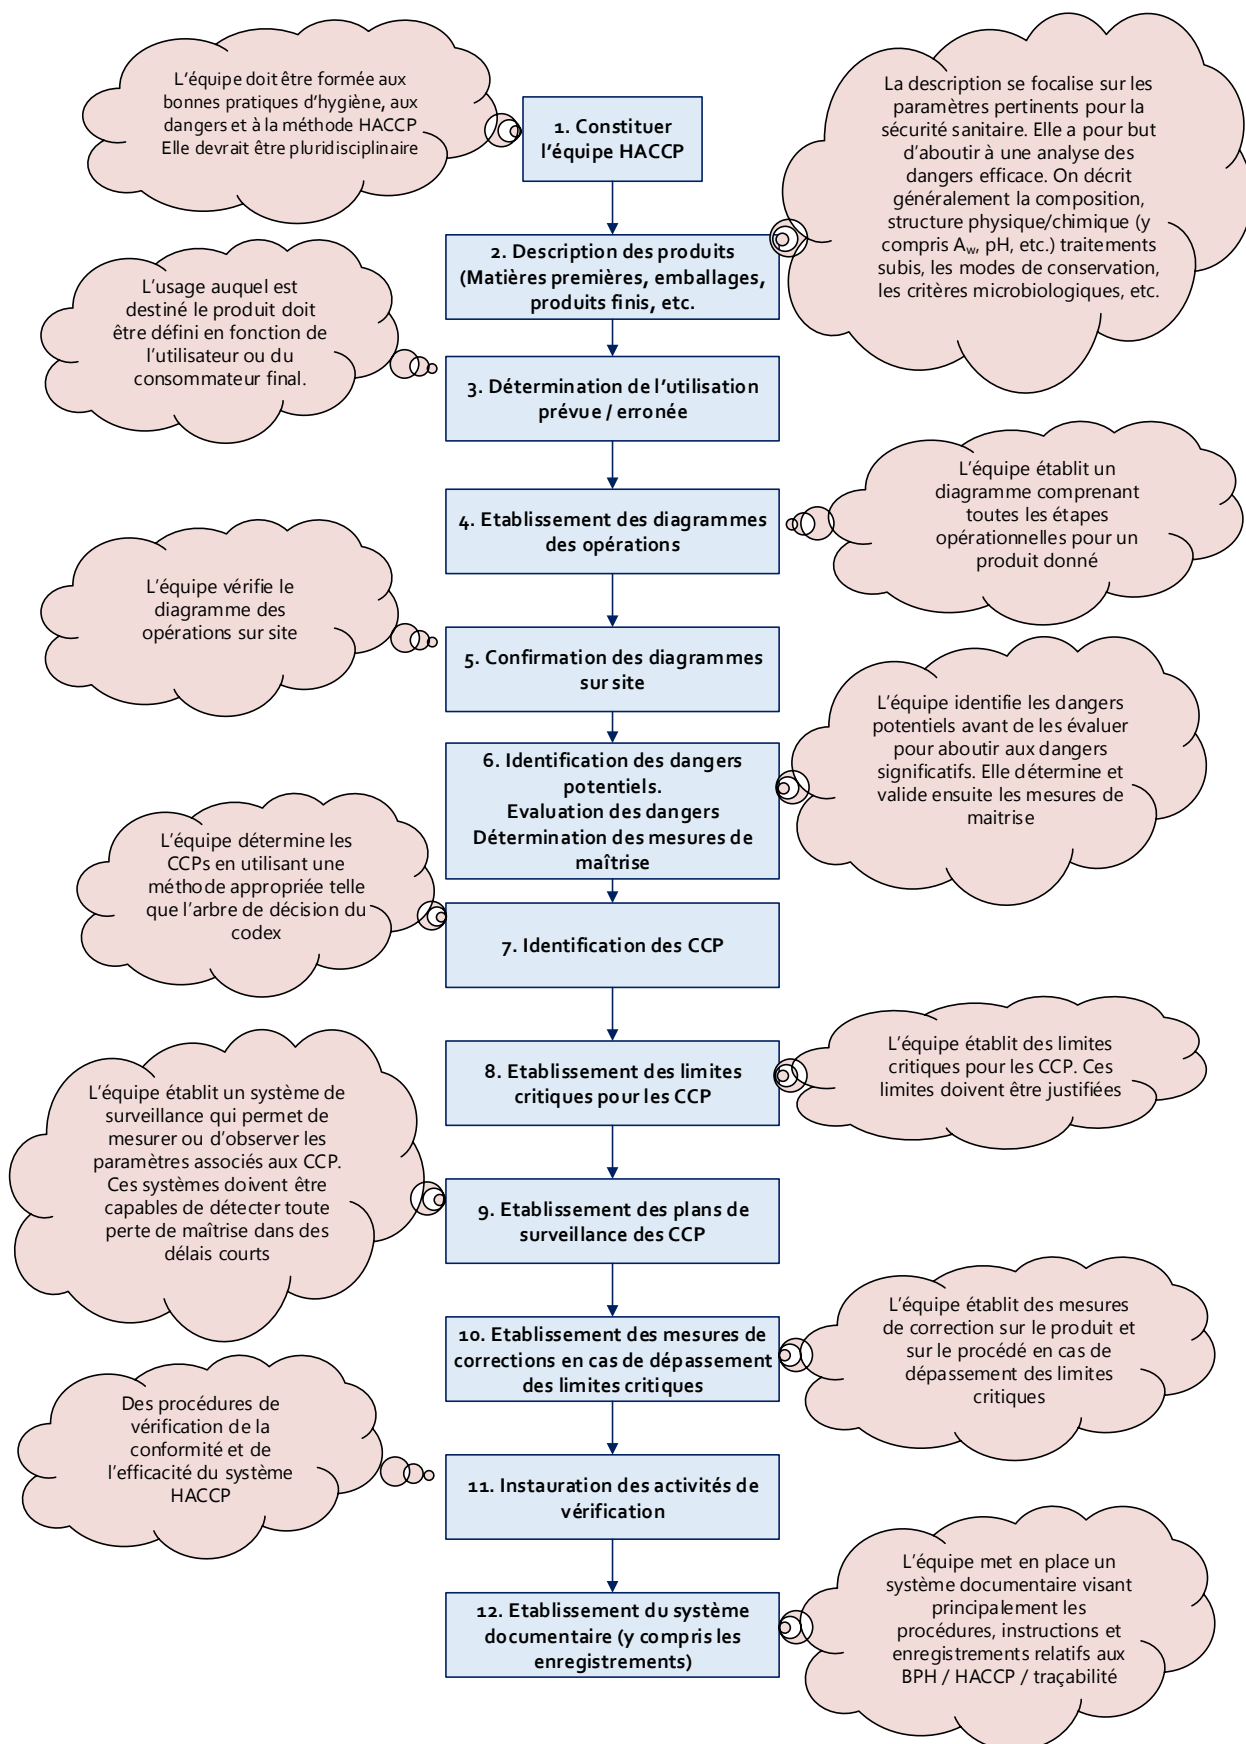 L'équipe doit être formée aux
bonnes pratiques d'hygiène, aux
dangers et à la méthode HACCP
Elle devrait être pluridisciplinaire
1. Constituer
l'équipe HACCP
La description se focalise sur les
paramètres pertinents pour la
sécurité sanitaire. Elle a pour but
d'aboutir à une analyse des
dangers efficace. On décrit
généralement la composition,
structure physique/chimique (y
compris Aw, pH, etc.) traitements
subis, les modes de conservation,
les critères microbiologiques, etc.
2. Description des produits
(Matières premières, emballages,
produits finis, etc.
L'usage auquel est
destiné le produit doit
être défini en fonction de
l'utilisateur ou du
consommateur final.
3. Détermination de l'utilisation
prévue / erronée
4. Etablissement des diagrammes
des opérations
L'équipe établit un
diagramme comprenant
toutes les étapes
opérationnelles pour un
produit donné
L'équipe vérifie le
diagramme des
opérations sur site
5. Confirmation des diagrammes
sur site
6. Identification des dangers
potentiels.
Evaluation des dangers
Détermination des mesures de
maîtrise
L'équipe identifie les dangers
potentiels avant de les évaluer
pour aboutir aux dangers
significatifs. Elle détermine et
valide ensuite les mesures de
maitrise
L'équipe détermine les
CCPs en utilisant une
méthode appropriée telle
que l'arbre de décision du
codex
7. Identification des CCP
8. Etablissement des limites
critiques pour les CCP
L'équipe établit des limites
critiques pour les CCP. Ces
limites doivent être justifiées
L'équipe établit un système de
surveillance qui permet de
mesurer ou d'observer les
paramètres associés aux CCP.
Ces systèmes doivent être
capables de détecter toute
perte de maîtrise dans des
délais courts
9. Etablissement des plans de
surveillance des CCP
10. Etablissement des mesures de
corrections en cas de dépassement
des limites critiques
L'équipe établit des mesures
de correction sur le produit et
sur le procédé en cas de
dépassement des limites
critiques
Des procédures de
vérification de la
conformité et de
l'efficacité du système
HACCP
11. Instauration des activités de
vérification
12. Etablissement du système
documentaire (y compris les
enregistrements)
L'équipe met en place un
système documentaire visant
principalement les
procédures, instructions et
enregistrements relatifs aux
BPH / HACCP / traçabilité